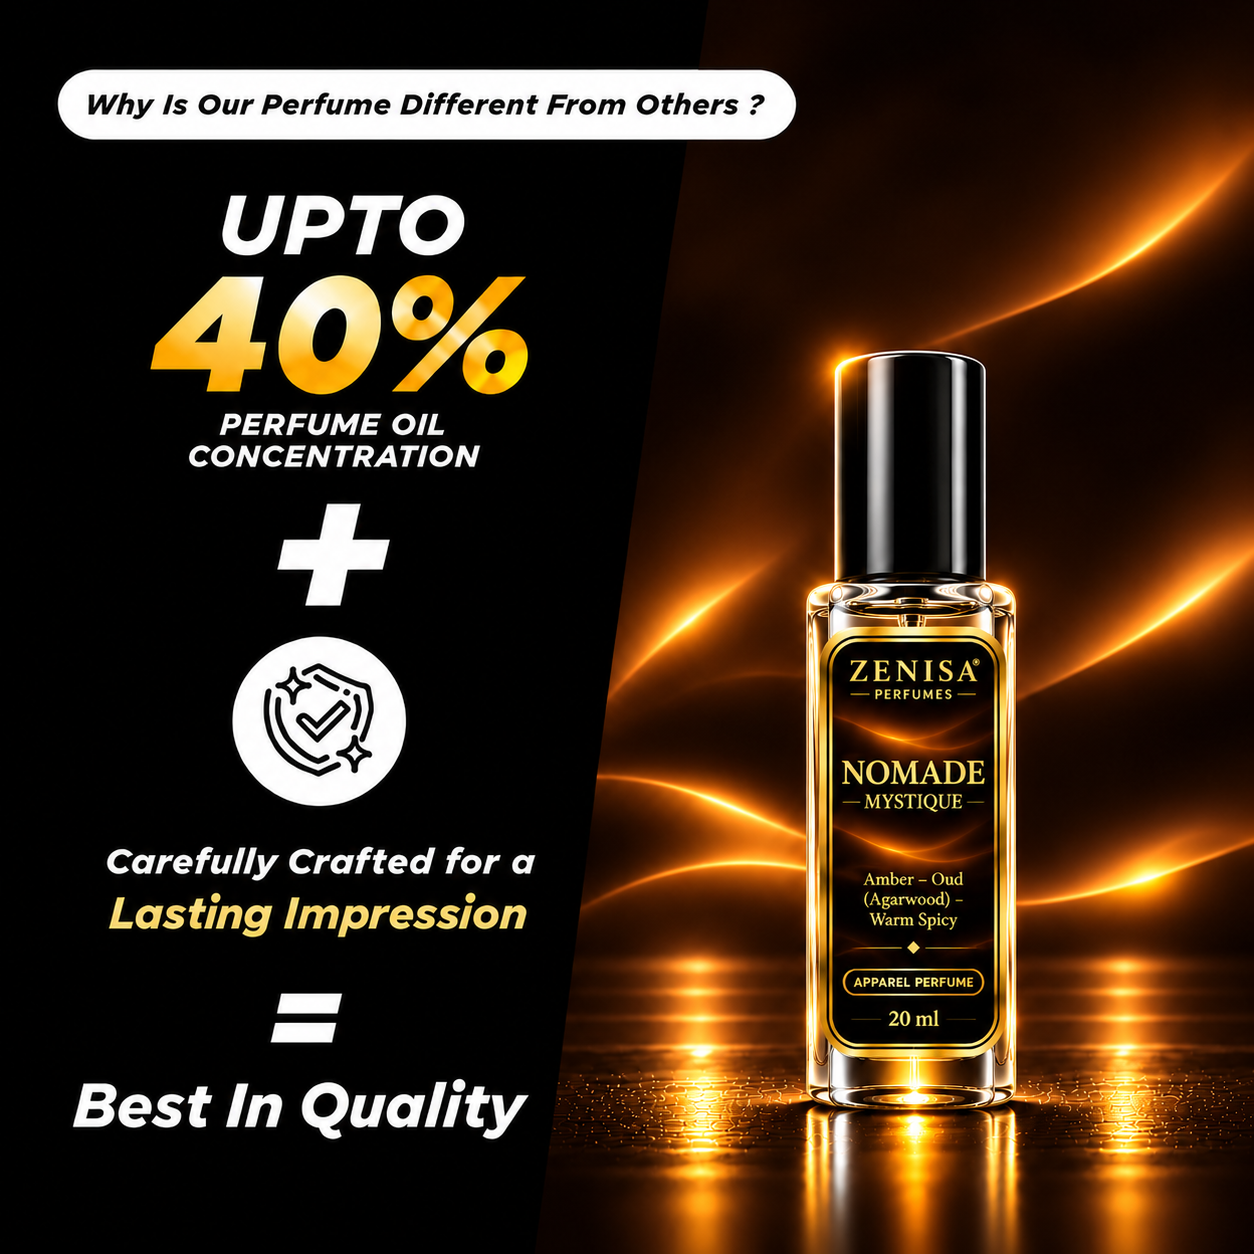 Why Is Our Perfume Different From Others ?
UPTO
40%
PERFUME OIL
CONCENTRATION
+
Carefully Crafted for a
Lasting Impression
=
Best In Quality
ZENISA®
PERFUMES
NOMADE
MYSTIQUE
Amber – Oud
(Agarwood) –
Warm Spicy
APPAREL PERFUME
20 ml